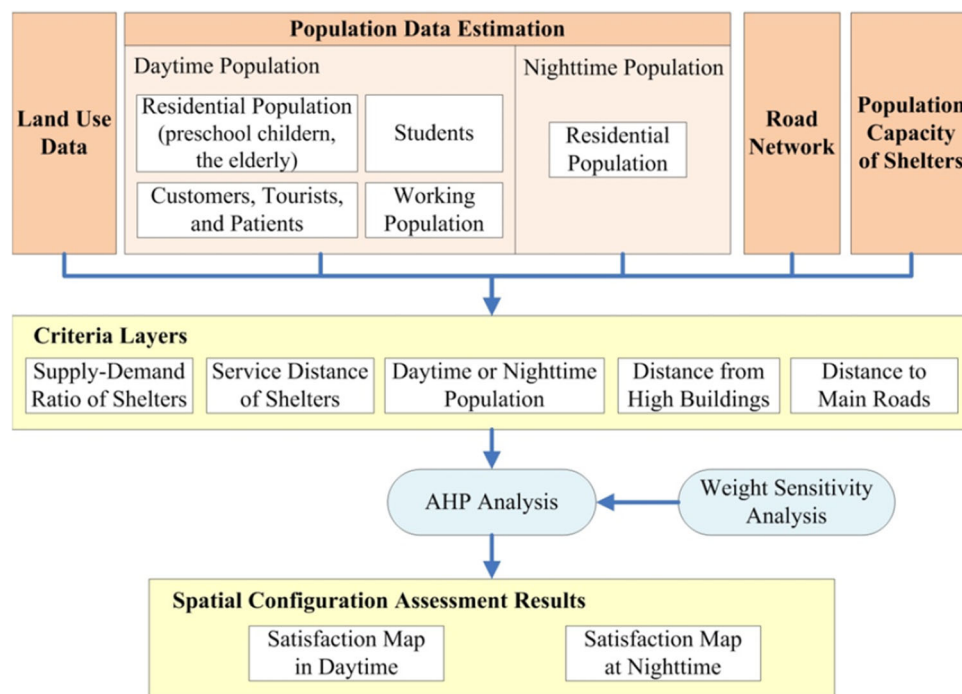 Land Use
Data
Population Data Estimation
Daytime Population
Residential Population
(preschool childern,
the elderly)
Students
Customers, Tourists,
and Patients
Working
Population
Nighttime Population
Residential
Population
Road
Network
Population
Capacity
of Shelters
Criteria Layers
Supply-Demand
Ratio of Shelters
Service Distance
of Shelters
Daytime or Nighttime
Population
Distance from
High Buildings
Distance to
Main Roads
AHP Analysis
Weight Sensitivity
Analysis
Spatial Configuration Assessment Results
Satisfaction Map
in Daytime
Satisfaction Map
at Nighttime